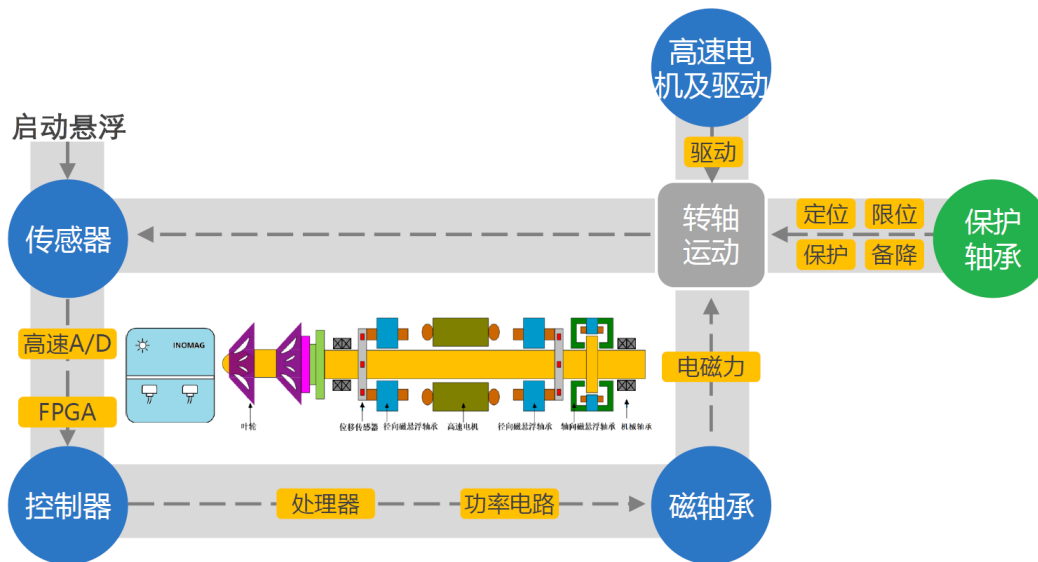 高速电
机及驱动
启动悬浮
驱动
传感器
转轴
运动
定位
限位
保护
备降
保护
轴承
高速A/D
FPGA
INOMAG
叶轮
位移传感器
径向磁悬浮轴承
高速电机
径向磁悬浮轴承
轴向磁悬浮轴承
机械轴承
电磁力
控制器
处理器
功率电路
磁轴承